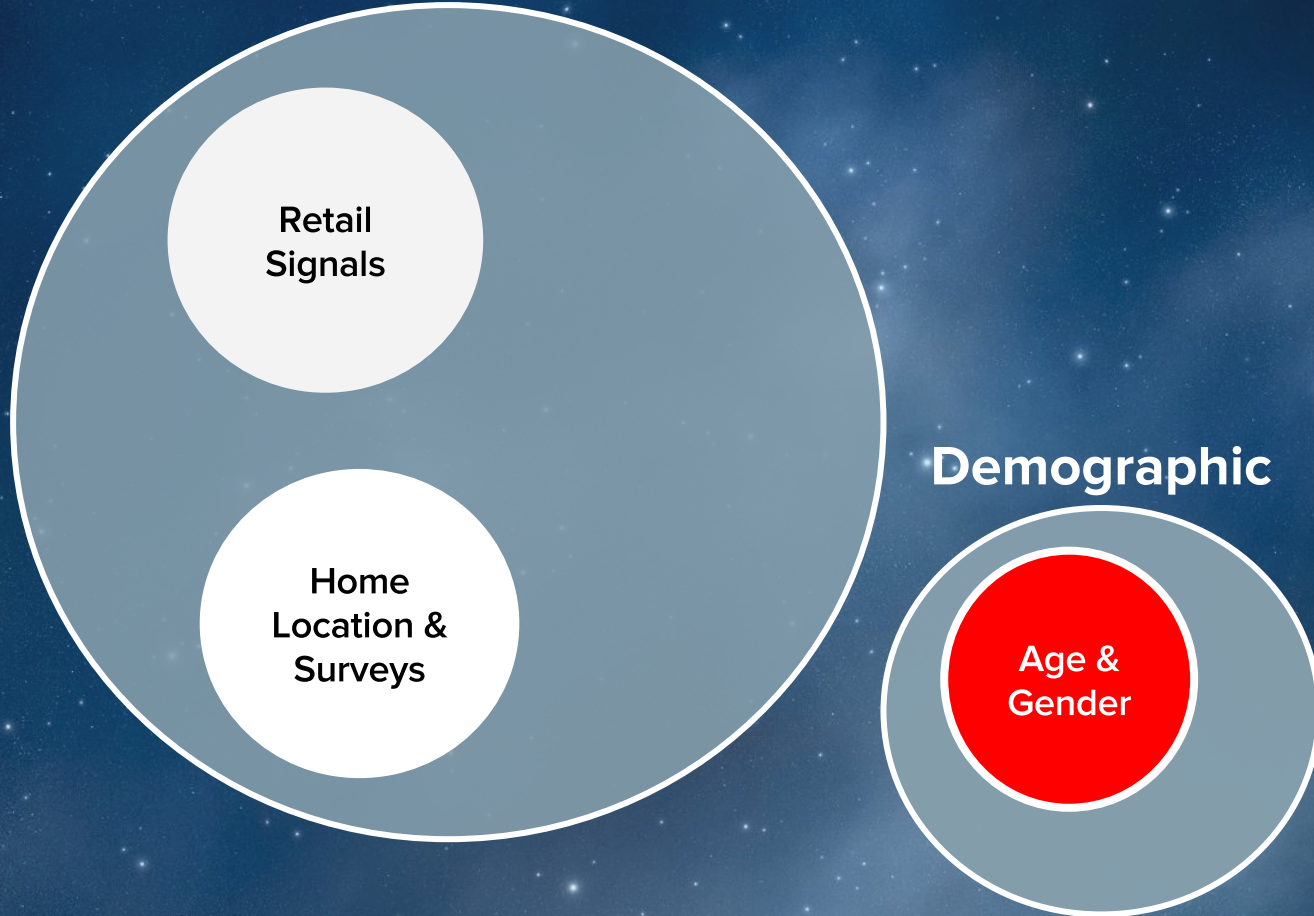 Retail
Signals
Home
Location &
Surveys
Demographic
Age &
Gender